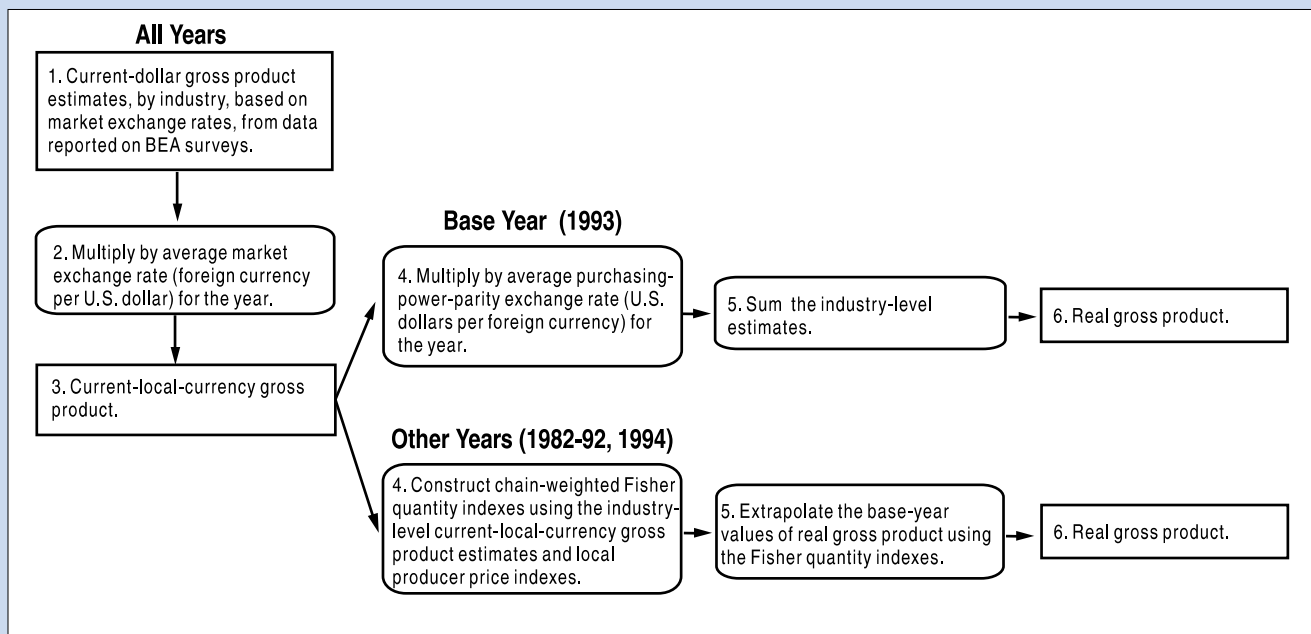 All Years
1. Current-dollar gross product
estimates, by industry, based on
market exchange rates, from data
reported on BEA surveys.
2. Multiply by average market
exchange rate (foreign currency
per U.S. dollar) for the year.
3. Current-local-currency gross
product.
Base Year (1993)
4. Multiply by average purchasing-
power-parity exchange rate (U.S.
dollars per foreign currency) for
the year.
5. Sum the industry-level
estimates.
6. Real gross product.
Other Years (1982-92, 1994)
4. Construct chain-weighted Fisher
quantity indexes using the industry-
level current-local-currency gross
product estimates and local
producer price indexes.
5. Extrapolate the base-year
values of real gross product using
the Fisher quantity indexes.
6. Real gross product.